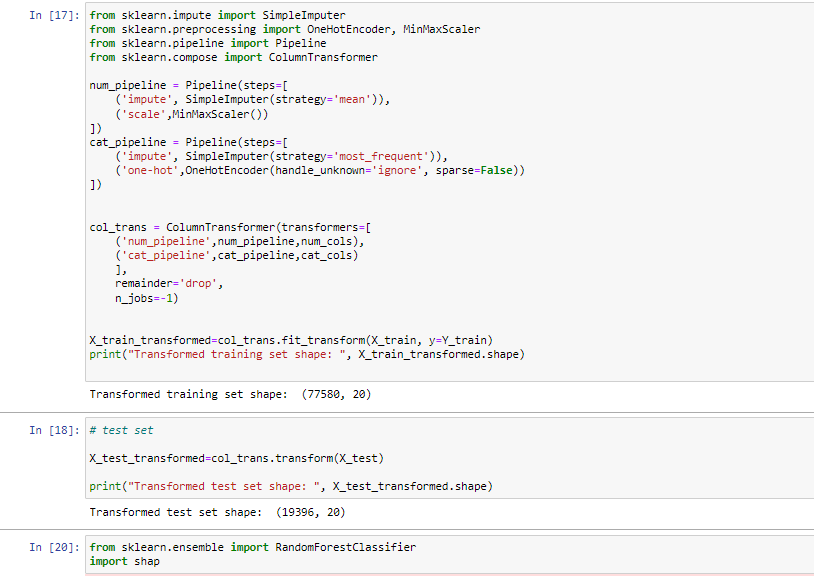 In [17]:
from sklearn.impute import SimpleImputer
from sklearn.preprocessing import OneHotEncoder, MinMaxScaler
from sklearn.pipeline import Pipeline
from sklearn.compose import ColumnTransformer
num_pipeline = Pipeline(steps=[
('impute', SimpleImputer(strategy='mean')),
('scale',MinMaxScaler())
])
cat_pipeline = Pipeline(steps=[
('impute', SimpleImputer(strategy='most_frequent')),
('one-hot',OneHotEncoder(handle_unknown='ignore', sparse=False))
])
col_trans = ColumnTransformer(transformers=[
('num_pipeline',num_pipeline,num_cols),
('cat_pipeline',cat_pipeline,cat_cols)
],
remainder='drop',
n_jobs=-1)
X_train_transformed=col_trans.fit_transform(X_train, y=Y_train)
print("Transformed training set shape: ", X_train_transformed.shape)
Transformed training set shape:  (77580, 20)
In [18]:
# test set
X_test_transformed=col_trans.transform(X_test)
print("Transformed test set shape: ", X_test_transformed.shape)
Transformed test set shape:  (19396, 20)
In [20]:
from sklearn.ensemble import RandomForestClassifier
import shap